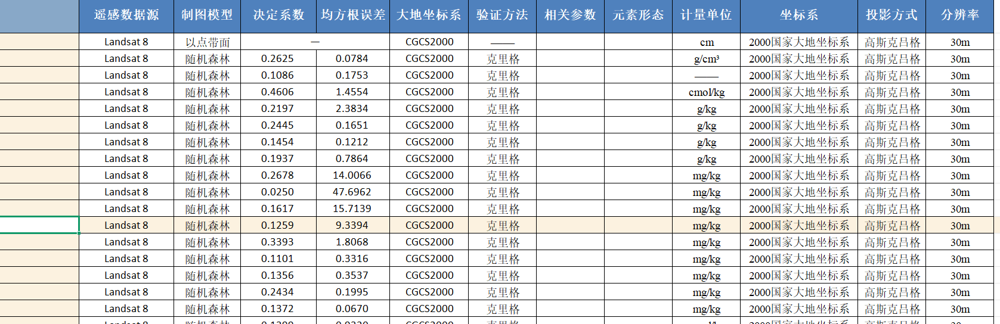 遥感数据源 制图模型 决定系数 均方根误差 大地坐标系 验证方法 相关参数 元素形态 计量单位 坐标系 投影方式 分辨率
Landsat 8 以点带面 — CGCS2000 —— cm 2000国家大地坐标系 高斯克吕格 30m
Landsat 8 随机森林 0.2625 0.0784 CGCS2000 克里格 g/cm³ 2000国家大地坐标系 高斯克吕格 30m
Landsat 8 随机森林 0.1086 0.1753 CGCS2000 克里格 —— 2000国家大地坐标系 高斯克吕格 30m
Landsat 8 随机森林 0.4606 1.4554 CGCS2000 克里格 cmol/kg 2000国家大地坐标系 高斯克吕格 30m
Landsat 8 随机森林 0.2197 2.3834 CGCS2000 克里格 g/kg 2000国家大地坐标系 高斯克吕格 30m
Landsat 8 随机森林 0.2445 0.1651 CGCS2000 克里格 g/kg 2000国家大地坐标系 高斯克吕格 30m
Landsat 8 随机森林 0.1454 0.1212 CGCS2000 克里格 g/kg 2000国家大地坐标系 高斯克吕格 30m
Landsat 8 随机森林 0.1937 0.7864 CGCS2000 克里格 g/kg 2000国家大地坐标系 高斯克吕格 30m
Landsat 8 随机森林 0.2678 14.0066 CGCS2000 克里格 mg/kg 2000国家大地坐标系 高斯克吕格 30m
Landsat 8 随机森林 0.0250 47.6962 CGCS2000 克里格 mg/kg 2000国家大地坐标系 高斯克吕格 30m
Landsat 8 随机森林 0.1617 15.7139 CGCS2000 克里格 mg/kg 2000国家大地坐标系 高斯克吕格 30m
Landsat 8 随机森林 0.1259 9.3394 CGCS2000 克里格 mg/kg 2000国家大地坐标系 高斯克吕格 30m
Landsat 8 随机森林 0.3393 1.8068 CGCS2000 克里格 mg/kg 2000国家大地坐标系 高斯克吕格 30m
Landsat 8 随机森林 0.1101 0.3316 CGCS2000 克里格 mg/kg 2000国家大地坐标系 高斯克吕格 30m
Landsat 8 随机森林 0.1356 0.3537 CGCS2000 克里格 mg/kg 2000国家大地坐标系 高斯克吕格 30m
Landsat 8 随机森林 0.2434 0.1995 CGCS2000 克里格 mg/kg 2000国家大地坐标系 高斯克吕格 30m
Landsat 8 随机森林 0.1372 0.0670 CGCS2000 克里格 mg/kg 2000国家大地坐标系 高斯克吕格 30m